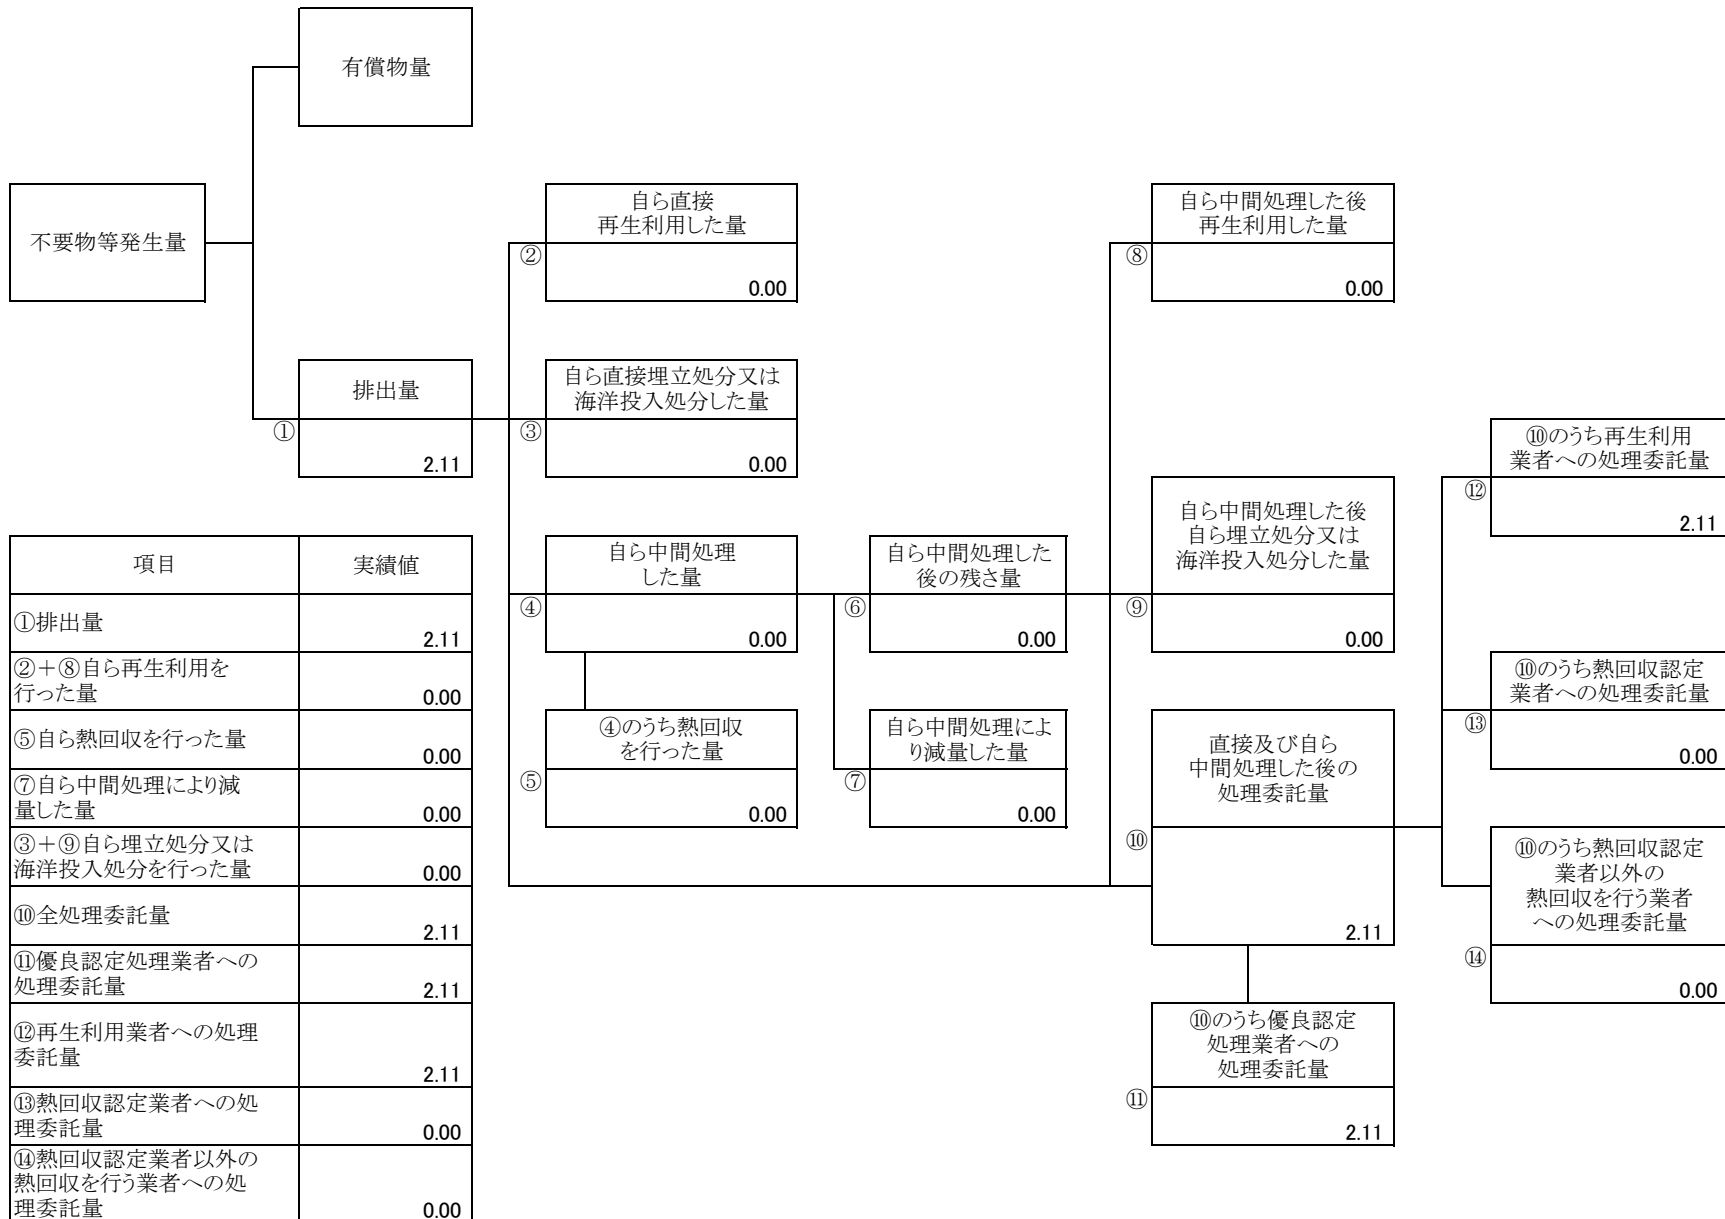 有償物量
不要物等発生量
自ら直接
再生利用した量
②
0.00
自ら中間処理した後
再生利用した量
⑧
0.00
排出量
①
2.11
自ら直接埋立処分又は
海洋投入処分した量
③
0.00
⑩のうち再生利用
業者への処理委託量
⑫
2.11
自ら中間処理
した量
④
0.00
自ら中間処理した
後の残さ量
⑥
0.00
自ら中間処理した後
自ら埋立処分又は
海洋投入処分した量
⑨
0.00
⑩のうち熱回収認定
業者への処理委託量
⑬
0.00
④のうち熱回収
を行った量
⑤
0.00
自ら中間処理によ
り減量した量
⑦
0.00
直接及び自ら
中間処理した後の
処理委託量
⑩
2.11
⑩のうち熱回収認定
業者以外の
熱回収を行う業者
への処理委託量
⑭
0.00
⑩のうち優良認定
処理業者への
処理委託量
⑪
2.11
項目 実績値
①排出量 2.11
②＋⑧自ら再生利用を
行った量 0.00
⑤自ら熱回収を行った量 0.00
⑦自ら中間処理により減
量した量 0.00
③＋⑨自ら埋立処分又は
海洋投入処分を行った量 0.00
⑩全処理委託量 2.11
⑪優良認定処理業者への
処理委託量 2.11
⑫再生利用業者への処理
委託量 2.11
⑬熱回収認定業者への処
理委託量 0.00
⑭熱回収認定業者以外の
熱回収を行う業者への処
理委託量 0.00